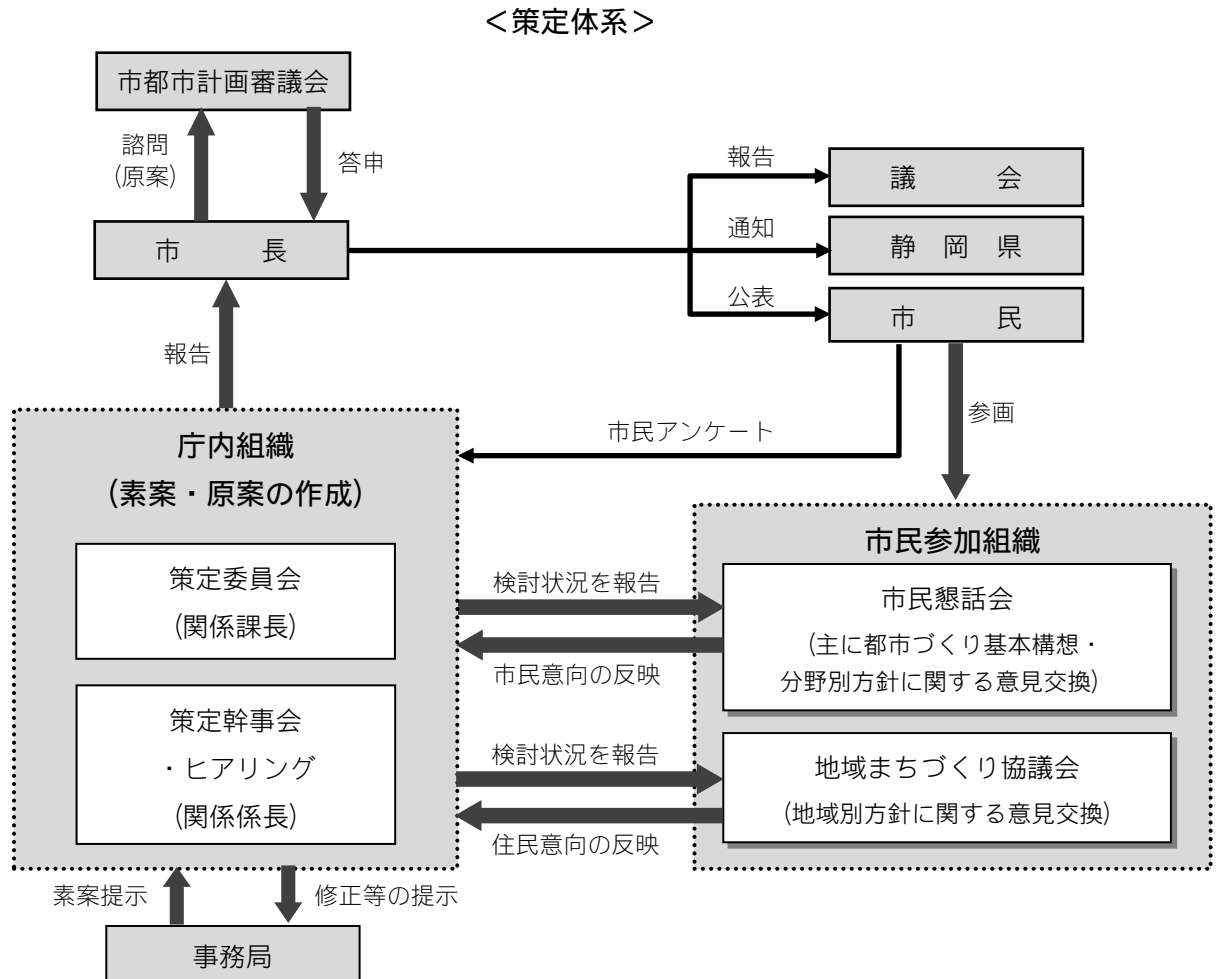 ＜策定体系＞
市都市計画審議会
諮問
(原案)
答申
市　　　長
報告
議　　　会
通知
静　岡　県
公表
市　　　民
報告
市民アンケート
参画
庁内組織
(素案・原案の作成)
策定委員会
(関係課長)
策定幹事会
・ヒアリング
(関係係長)
検討状況を報告
市民意向の反映
検討状況を報告
住民意向の反映
市民参加組織
市民懇話会
(主に都市づくり基本構想・
分野別方針に関する意見交換)
地域まちづくり協議会
(地域別方針に関する意見交換)
素案提示
修正等の提示
事務局